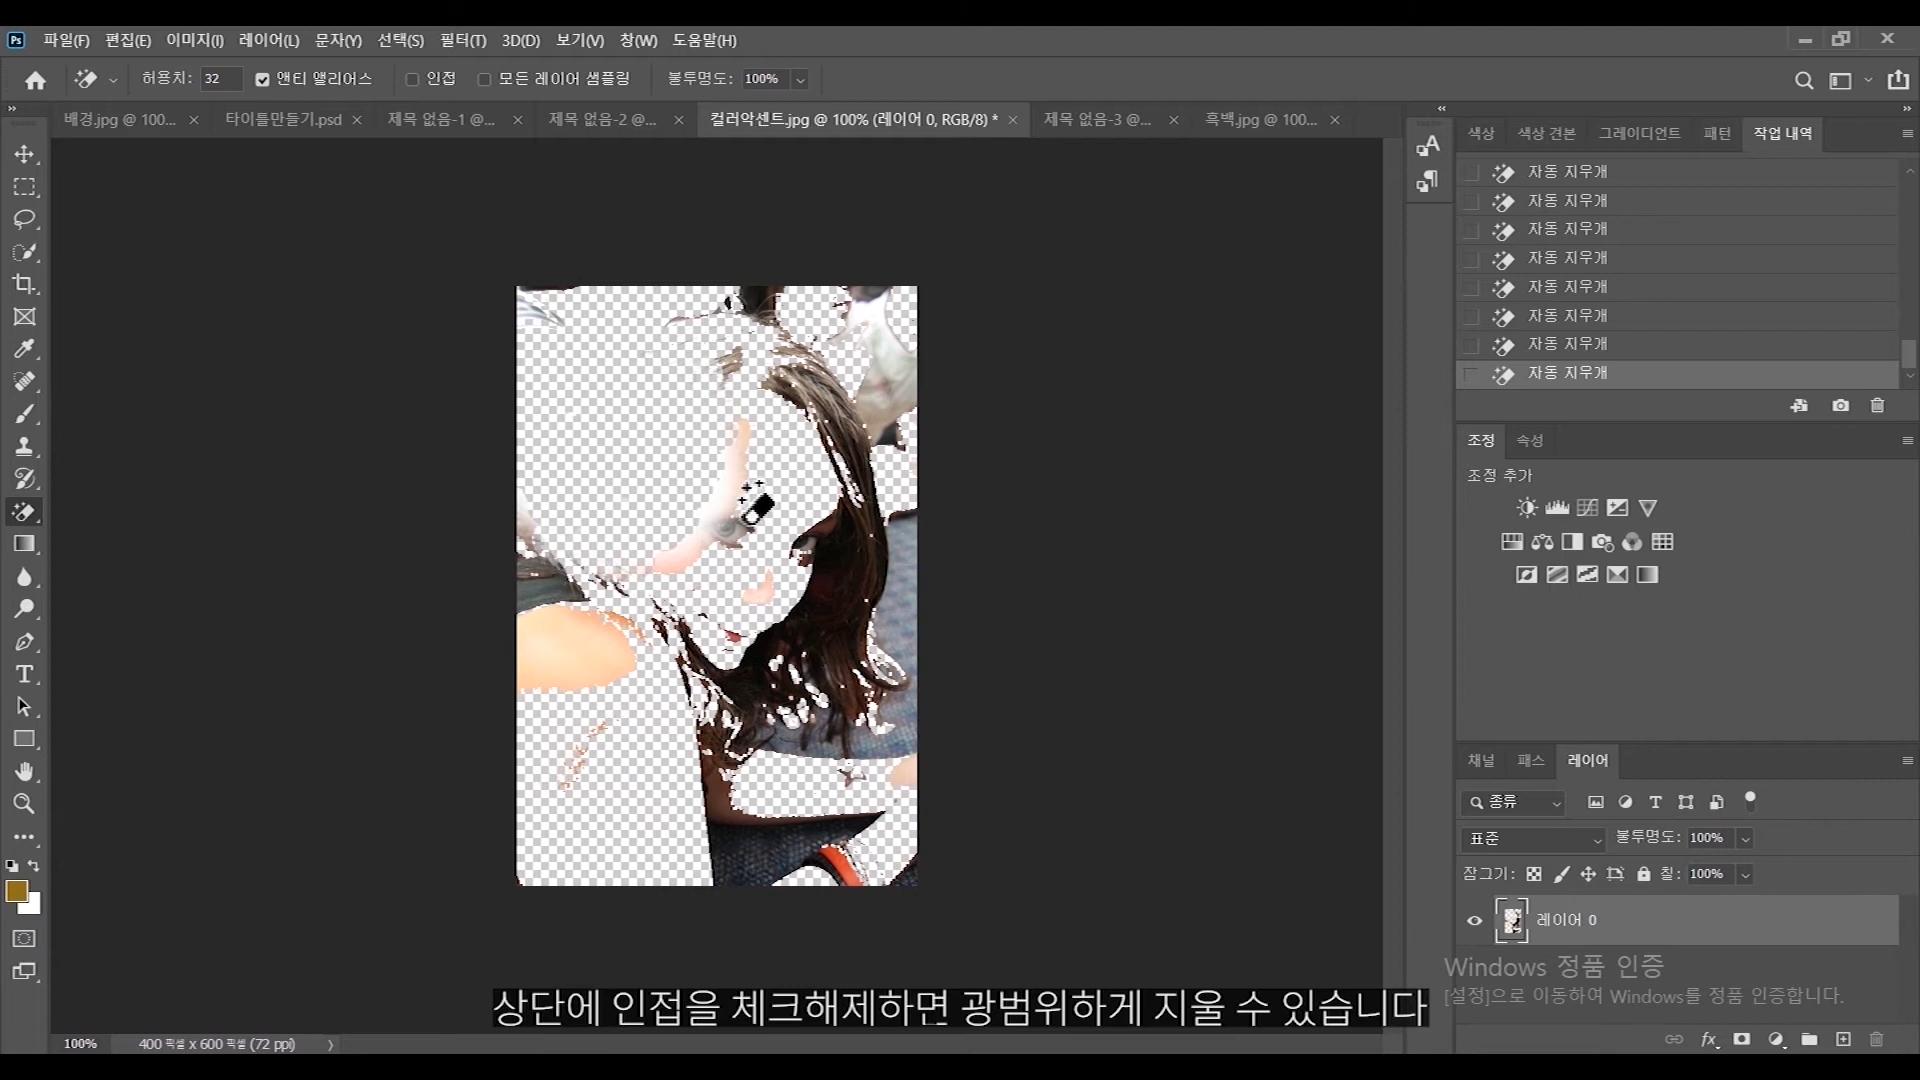 Ps 파일(F) 편집(E) 이미지(I) 레이어(L) 문자(Y) 선택(S) 필터(T) 3D(D) 보기(V) 창(W) 도움말(H)
허용치: 32 앤티 앨리어스 인접 모든 레이어 샘플링 불투명도: 100%
배경.jpg @ 100... 타이틀만들기.psd 제목 없음-1 @... 제목 없음-2 @... 컬러악센트.jpg @ 100% (레이어 0, RGB/8) * 제목 없음-3 @... 흑백.jpg @ 100...
색상 색상 견본 그레이디언트 패턴 작업 내역
자동 지우개
자동 지우개
자동 지우개
자동 지우개
자동 지우개
자동 지우개
자동 지우개
자동 지우개
조정 속성
조정 추가
채널 패스 레이어
종류
표준 불투명도: 100%
잠그기: 칠: 100%
레이어 0
Windows 정품 인증
[설정]으로 이동하여 Windows를 정품 인증합니다.
상단에 인접을 체크해제하면 광범위하게 지울 수 있습니다
100% 400 픽셀 x 600 픽셀 (72 ppi)